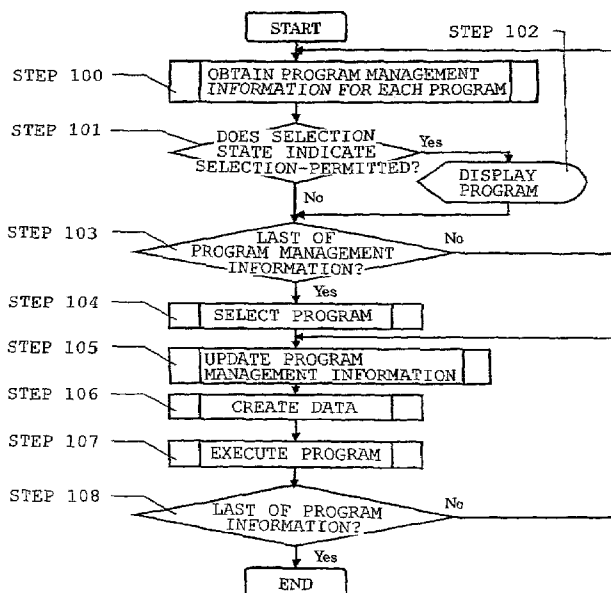 START
STEP 102
STEP 100
OBTAIN PROGRAM MANAGEMENT
INFORMATION FOR EACH PROGRAM
STEP 101
DOES SELECTION
STATE INDICATE
SELECTION-PERMITTED?
Yes
DISPLAY
PROGRAM
No
STEP 103
LAST OF
PROGRAM MANAGEMENT
INFORMATION?
No
Yes
STEP 104
SELECT PROGRAM
STEP 105
UPDATE PROGRAM
MANAGEMENT INFORMATION
STEP 106
CREATE DATA
STEP 107
EXECUTE PROGRAM
STEP 108
LAST OF PROGRAM
INFORMATION?
No
Yes
END